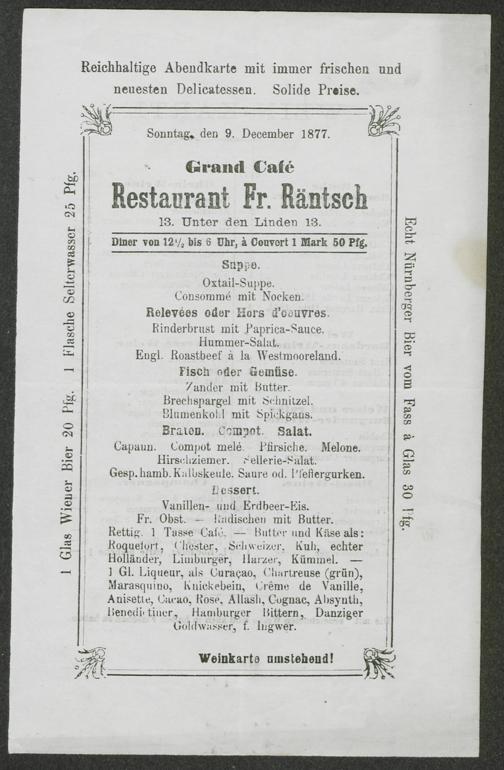 Reichhaltige Abendkarte mit immer frischen und
neuesten Delicatessen. Solide Preise.
Sonntag, den 9. December 1877.
Grand Café
Restaurant Fr. Räntsch
13. Unter den Linden 13.
Diner von 12½ bis 6 Uhr, à Couvert 1 Mark 50 Pfg.
Suppe.
Oxtail-Suppe.
Consommé mit Nocken.
Relevées oder Hors d'oeuvres.
Rinderbrust mit Paprica-Sauce.
Hummer-Salat.
Engl. Roastbeef à la Westmooreland.
Fisch oder Gemüse.
Zander mit Butter.
Brechspargel mit Schnitzel.
Blumenkohl mit Spickgans.
Braten. Compot. Salat.
Capaun. Compot melé. Pfirsiche. Melone.
Hirschziemer. Sellerie-Salat.
Gesp. hamb. Kalbskeule. Saure od. Pfeffergurken.
Dessert.
Vanillen- und Erdbeer-Eis.
Fr. Obst. — Radischen mit Butter.
Rettig. 1 Tasse Café. — Butter und Käse als:
Roquefort, Chester, Schweizer, Kuh, echter
Holländer, Limburger, Harzer, Kümmel. —
1 Gl. Liqueur, als Curaçao, Chartreuse (grün),
Marasquino, Knickebein, Crême de Vanille,
Anisette, Cacao, Rose, Allash, Cognac, Absynth,
Benedictiner, Hamburger Bittern, Danziger
Goldwasser, f. Ingwer.
Weinkarte umstehend!
1 Glas Wiener Bier 20 Pfg. 1 Flasche Selterwasser 25 Pfg.
Echt Nürnberger Bier vom Fass à Glas 30 Pfg.